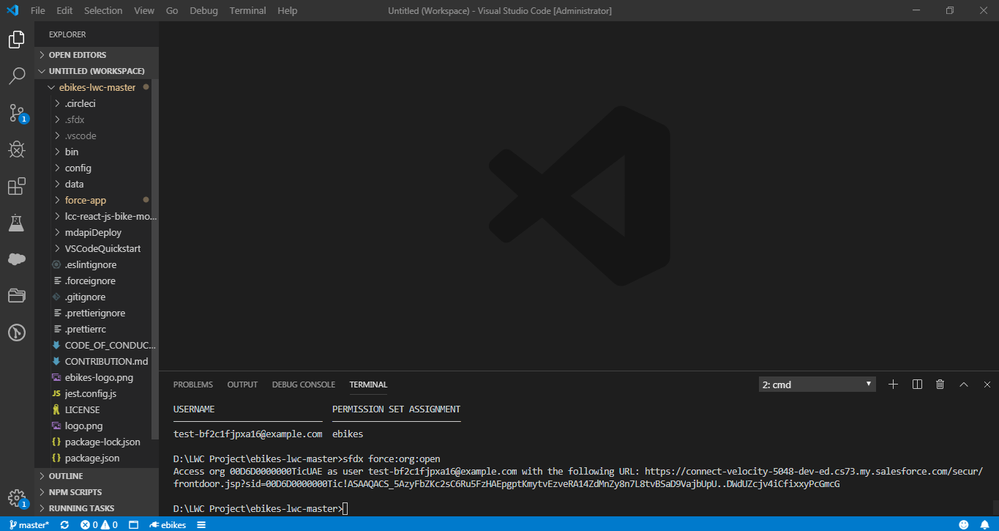 File Edit Selection View Go Debug Terminal Help
Untitled (Workspace) - Visual Studio Code [Administrator]
EXPLORER
OPEN EDITORS
UNTITLED (WORKSPACE)
ebikes-lwc-master
.circleci
.sfdx
.vscode
bin
config
data
force-app
lcc-react-js-bike-mo...
mdapiDeploy
VSCodeQuickstart
.eslintignore
.forceignore
.gitignore
.prettierignore
.prettierrc
CODE_OF_CONDUC...
CONTRIBUTION.md
ebikes-logo.png
JS jest.config.js
LICENSE
logo.png
{} package-lock.json
{} package.json
OUTLINE
NPM SCRIPTS
RUNNING TASKS
1
1
PROBLEMS OUTPUT DEBUG CONSOLE TERMINAL
2: cmd
USERNAME PERMISSION SET ASSIGNMENT
test-bf2c1fjpxa16@example.com ebikes
D:\LWC Project\ebikes-lwc-master>sfdx force:org:open
Access org 00D6D0000000TicUAE as user test-bf2c1fjpxa16@example.com with the following URL: https://connect-velocity-5048-dev-ed.cs73.my.salesforce.com/secur/
frontdoor.jsp?sid=00D6D0000000Tic!ASAAQACS_5AzyFbZKc2sC6Ru5FzHAEpgptKmytvEzveRA14ZdMnZy8n7L8tvBSaD9VajbUpU..DWdUZcjv4iCfixxyPcGmcG
D:\LWC Project\ebikes-lwc-master>
master* 0 0 ebikes